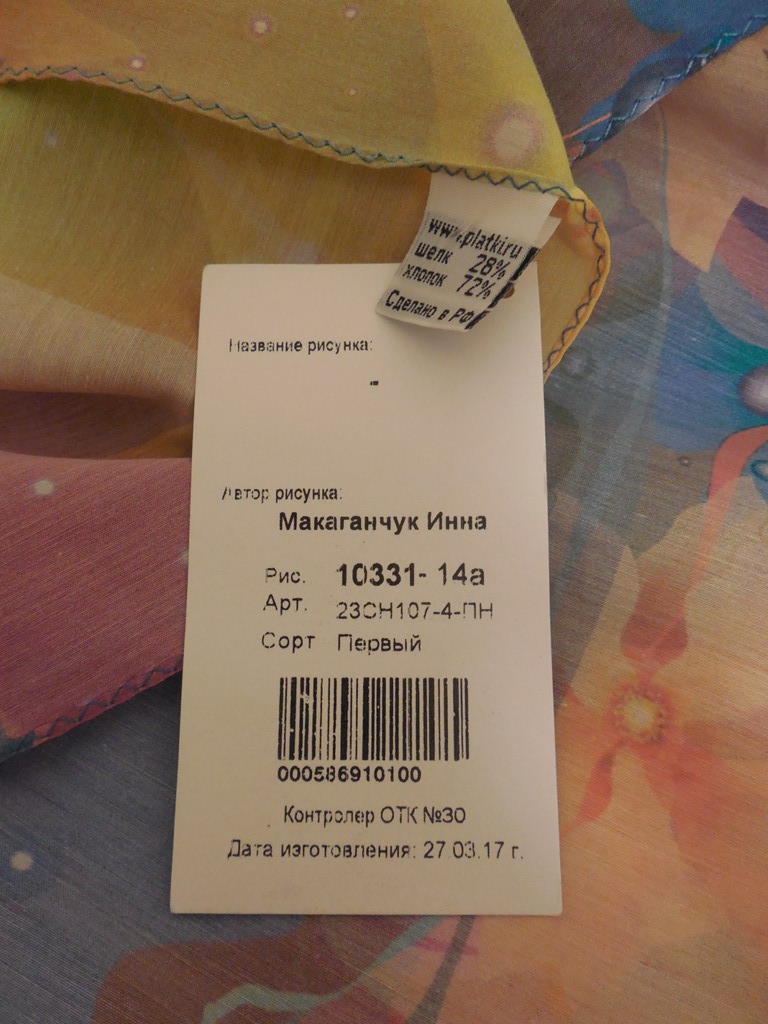 www.platki.ru
шелк 28%
хлопок 72%
Сделано в РФ
Название рисунка:
-
Автор рисунка:
Макаганчук Инна
Рис. 10331- 14а
Арт. 23СН107-4-ПН
Сорт Первый
000586910100
Контролер ОТК №30
Дата изготовления: 27.03.17 г.